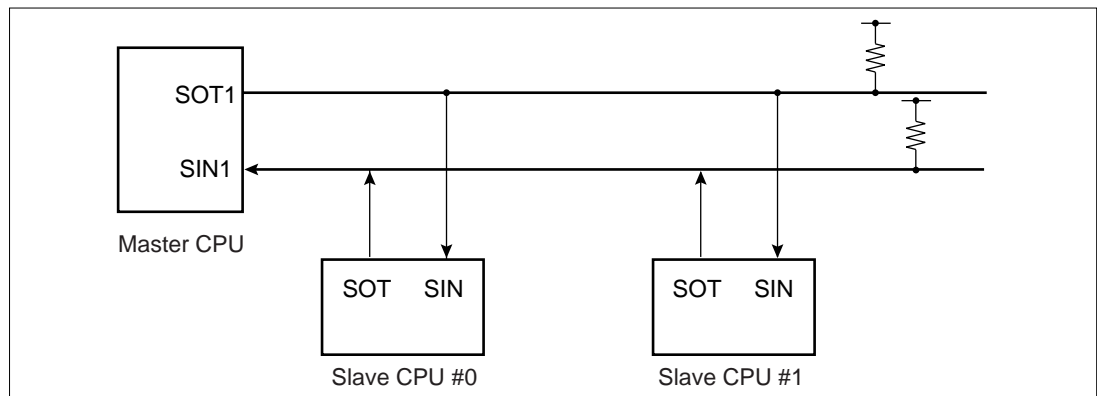 SOT1
SIN1
Master CPU
SOT SIN
SOT SIN
Slave CPU #0
Slave CPU #1